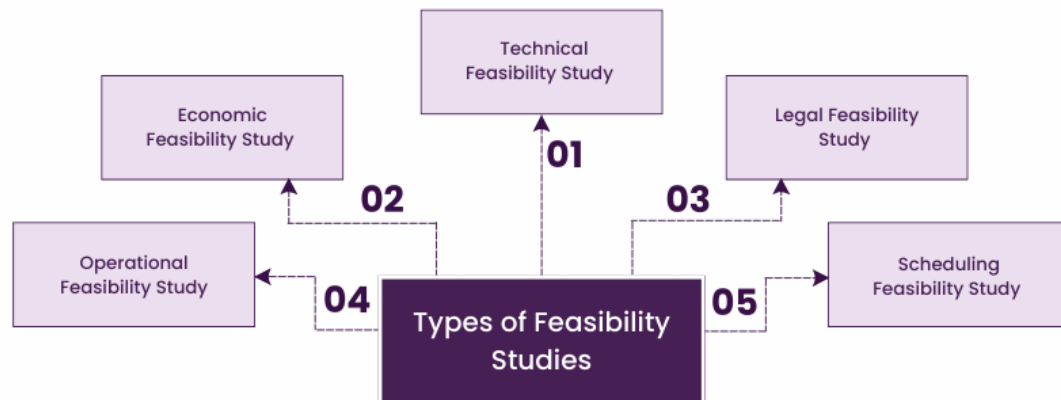 Technical
Feasibility Study
01
Economic
Feasibility Study
02
Legal Feasibility
Study
03
Operational
Feasibility Study
04
Scheduling
Feasibility Study
05
Types of Feasibility
Studies